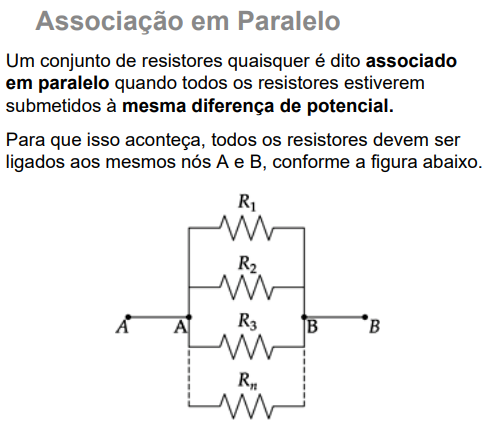 Associação em Paralelo
Um conjunto de resistores quaisquer é dito associado
em paralelo quando todos os resistores estiverem
submetidos à mesma diferença de potencial.
Para que isso aconteça, todos os resistores devem ser
ligados aos mesmos nós A e B, conforme a figura abaixo.
R₁
R₂
A A R₃ B B
Rₙ